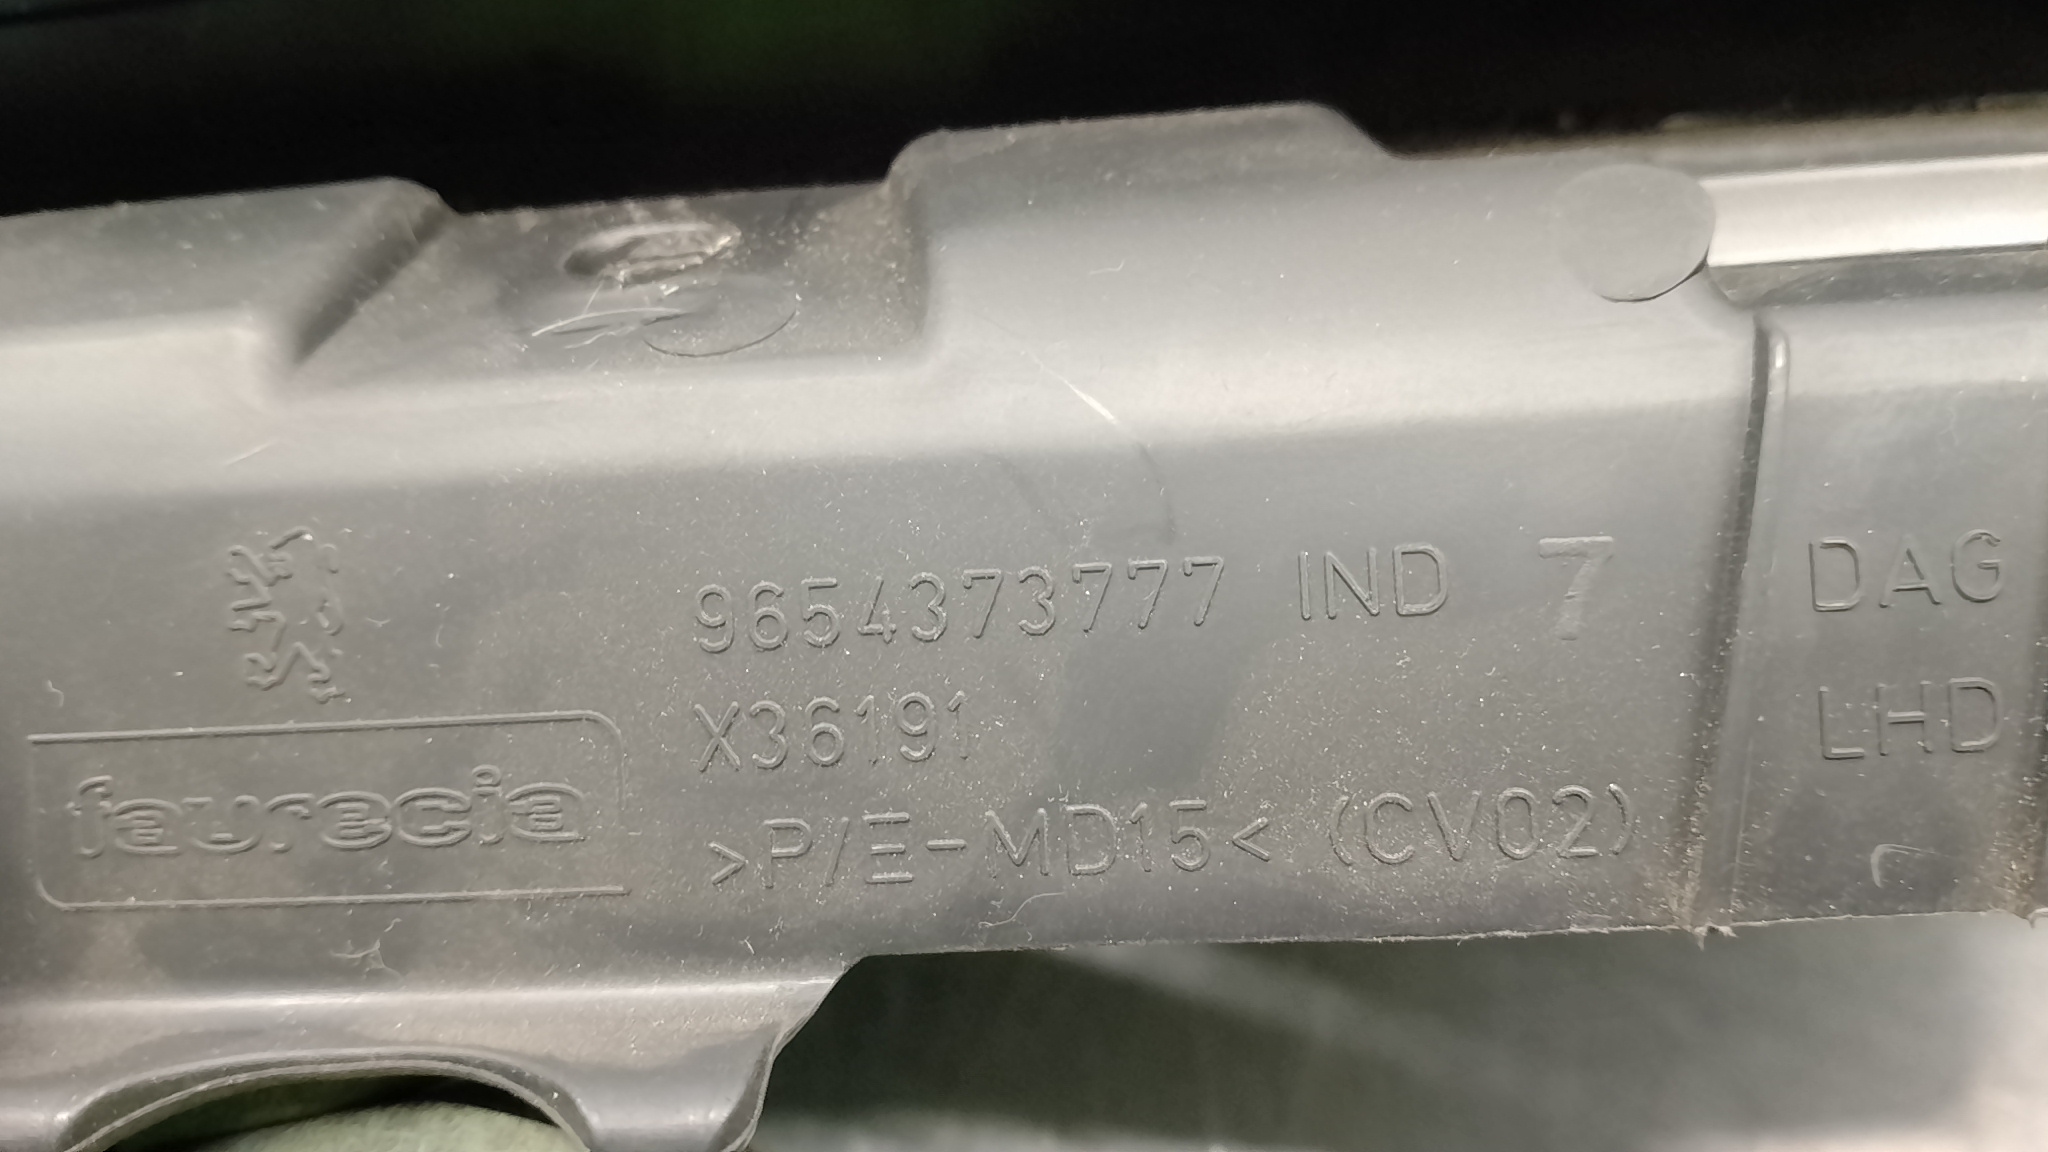 9654373777 IND 7
DAG
X36191
LHD
faurecia
>P/E-MD15< (CV02)